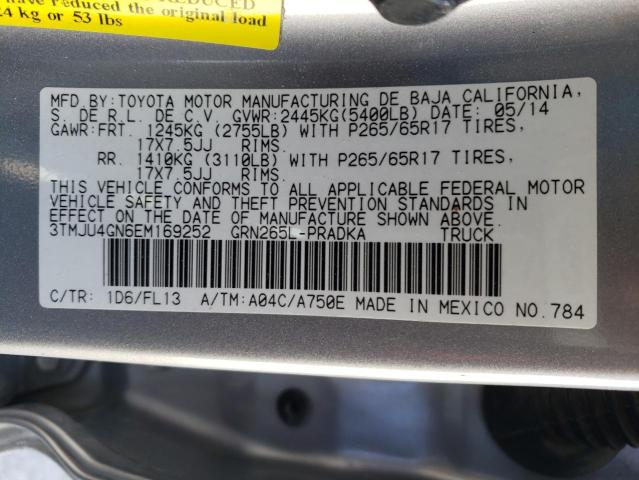 REDUCED
have reduced the original load
24 kg or 53 lbs
MFD.BY:TOYOTA MOTOR MANUFACTURING DE BAJA CALIFORNIA,
S. DE R.L. DE C.V. GVWR:2445KG(5400LB) DATE: 05/14
GAWR:FRT. 1245KG (2755LB) WITH P265/65R17 TIRES,
17X7.5JJ RIMS.
RR. 1410KG (3110LB) WITH P265/65R17 TIRES,
17X7.5JJ RIMS.
THIS VEHICLE CONFORMS TO ALL APPLICABLE FEDERAL MOTOR
VEHICLE SAFETY AND THEFT PREVENTION STANDARDS IN
EFFECT ON THE DATE OF MANUFACTURE SHOWN ABOVE.
3TMJU4GN6EM169252 GRN265L-PRADKA TRUCK
C/TR: 1D6/FL13 A/TM:A04C/A750E MADE IN MEXICO NO.784